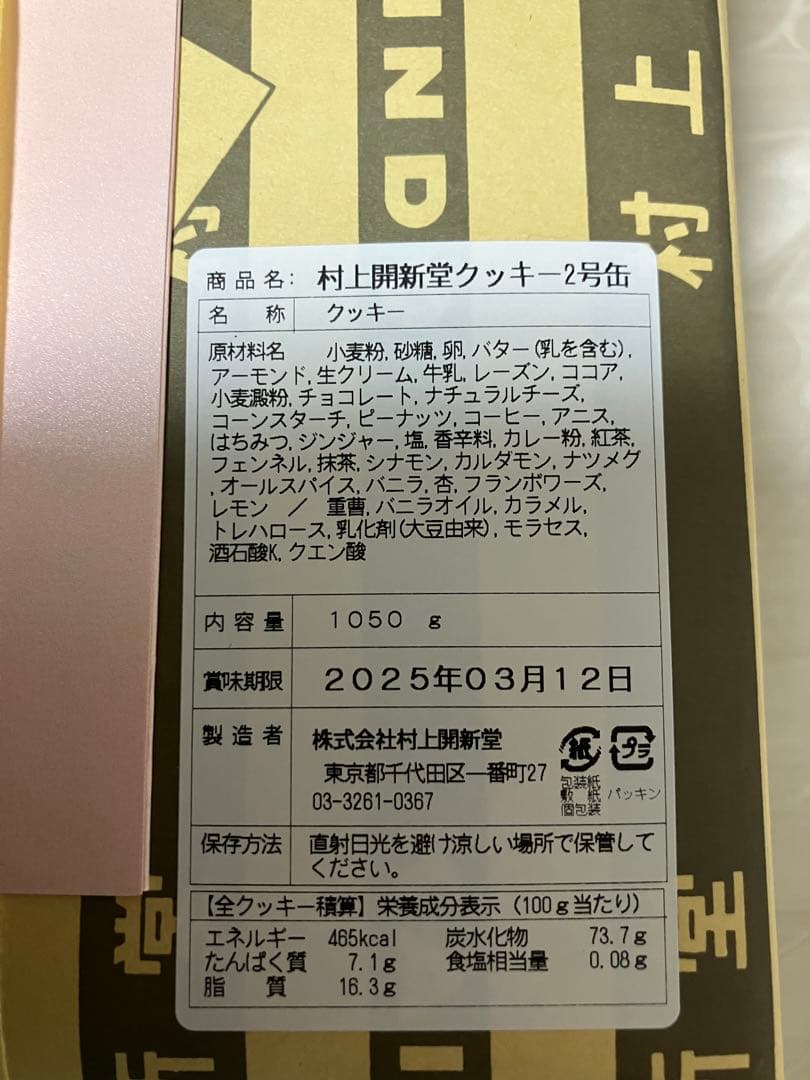 IND
村上
商品名: 村上開新堂クッキー2号缶
名 称 クッキー
原材料名 小麦粉, 砂糖, 卵, バター(乳を含む),
アーモンド, 生クリーム, 牛乳, レーズン, ココア,
小麦澱粉, チョコレート, ナチュラルチーズ,
コーンスターチ, ピーナッツ, コーヒー, アニス,
はちみつ, ジンジャー, 塩, 香辛料, カレー粉, 紅茶,
フェンネル, 抹茶, シナモン, カルダモン, ナツメグ
, オールスパイス, バニラ, 杏, フランボワーズ,
レモン / 重曹, バニラオイル, カラメル,
トレハロース, 乳化剤(大豆由来), モラセス,
酒石酸K, クエン酸
内容量 1050 g
賞味期限 2025年03月12日
製造者 株式会社村上開新堂
東京都千代田区一番町27
03-3261-0367
紙 プラ
包装紙
敷 紙 パッキン
個包装
保存方法 直射日光を避け涼しい場所で保管して
ください。
【全クッキー積算】栄養成分表示(100g当たり)
エネルギー 465kcal 炭水化物 73.7g
たんぱく質 7.1g 食塩相当量 0.08g
脂 質 16.3g
堂
堂